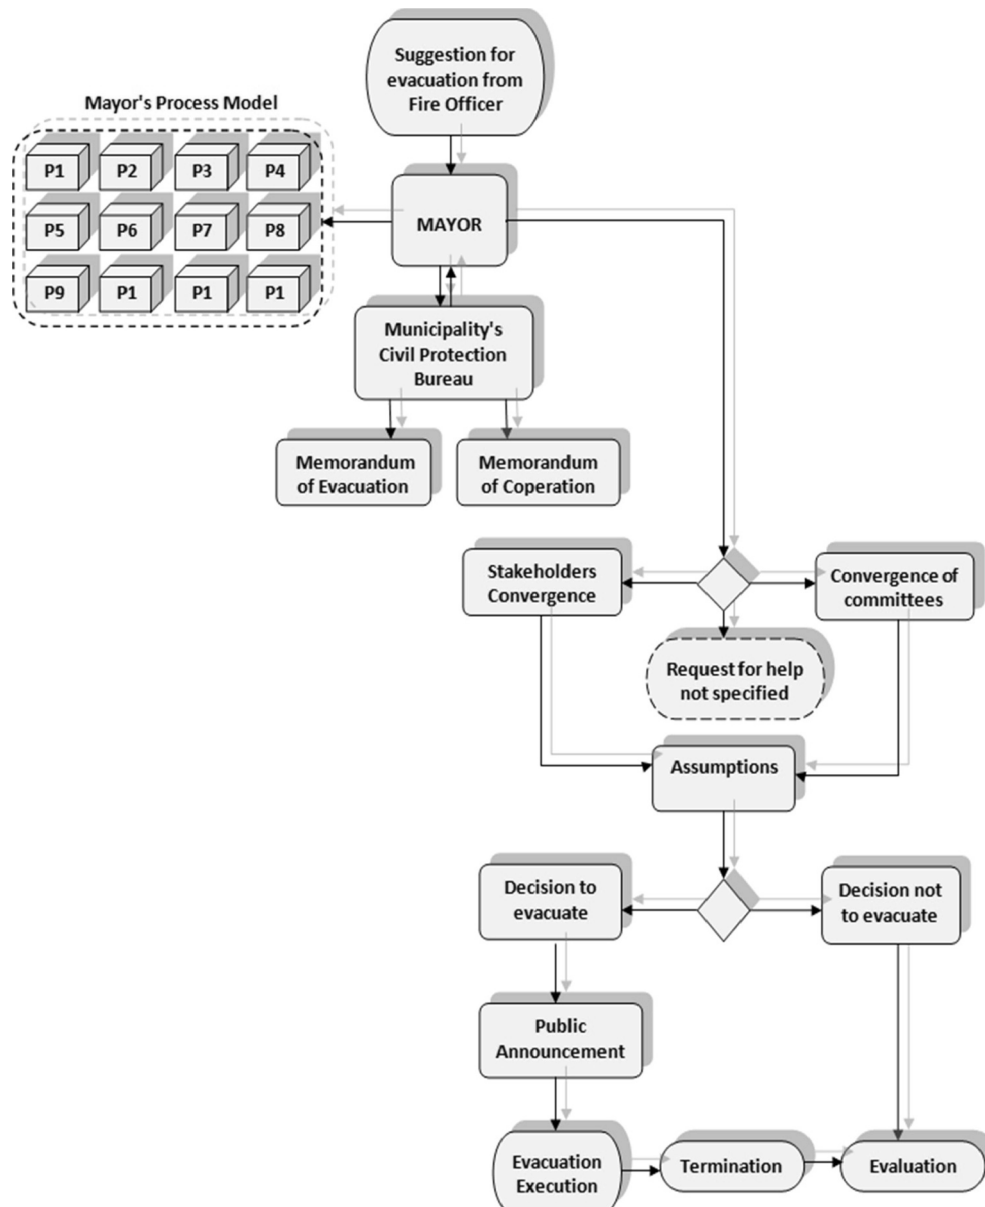 Suggestion for
evacuation from
Fire Officer
Mayor's Process Model
P1 P2 P3 P4
P5 P6 P7 P8
P9 P1 P1 P1
MAYOR
Municipality's
Civil Protection
Bureau
Memorandum
of Evacuation
Memorandum
of Coperation
Stakeholders
Convergence
Convergence of
committees
Request for help
not specified
Assumptions
Decision to
evacuate
Decision not
to evacuate
Public
Announcement
Evacuation
Execution
Termination
Evaluation